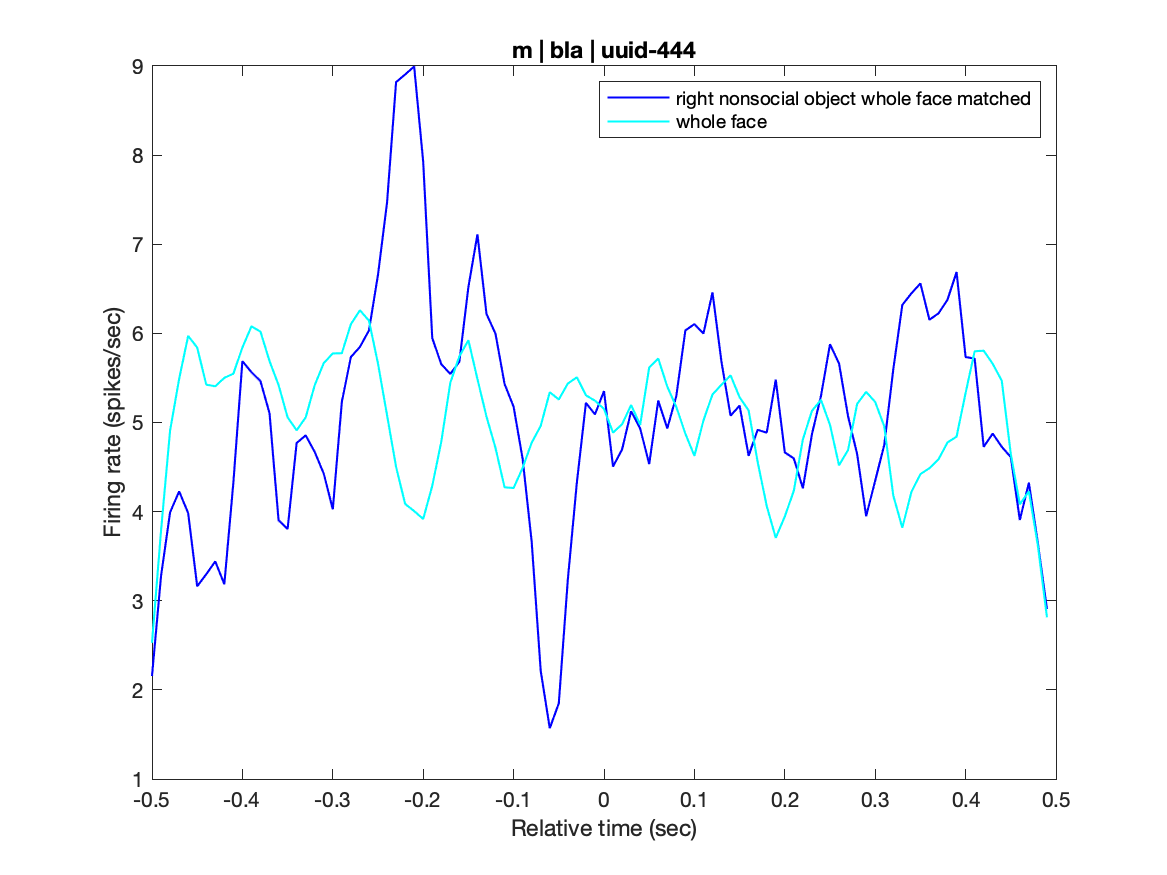 m | bla | uuid-444
right nonsocial object whole face matched
whole face
Firing rate (spikes/sec)
9
8
7
6
5
4
3
2
1
-0.5 -0.4 -0.3 -0.2 -0.1 0 0.1 0.2 0.3 0.4 0.5
Relative time (sec)